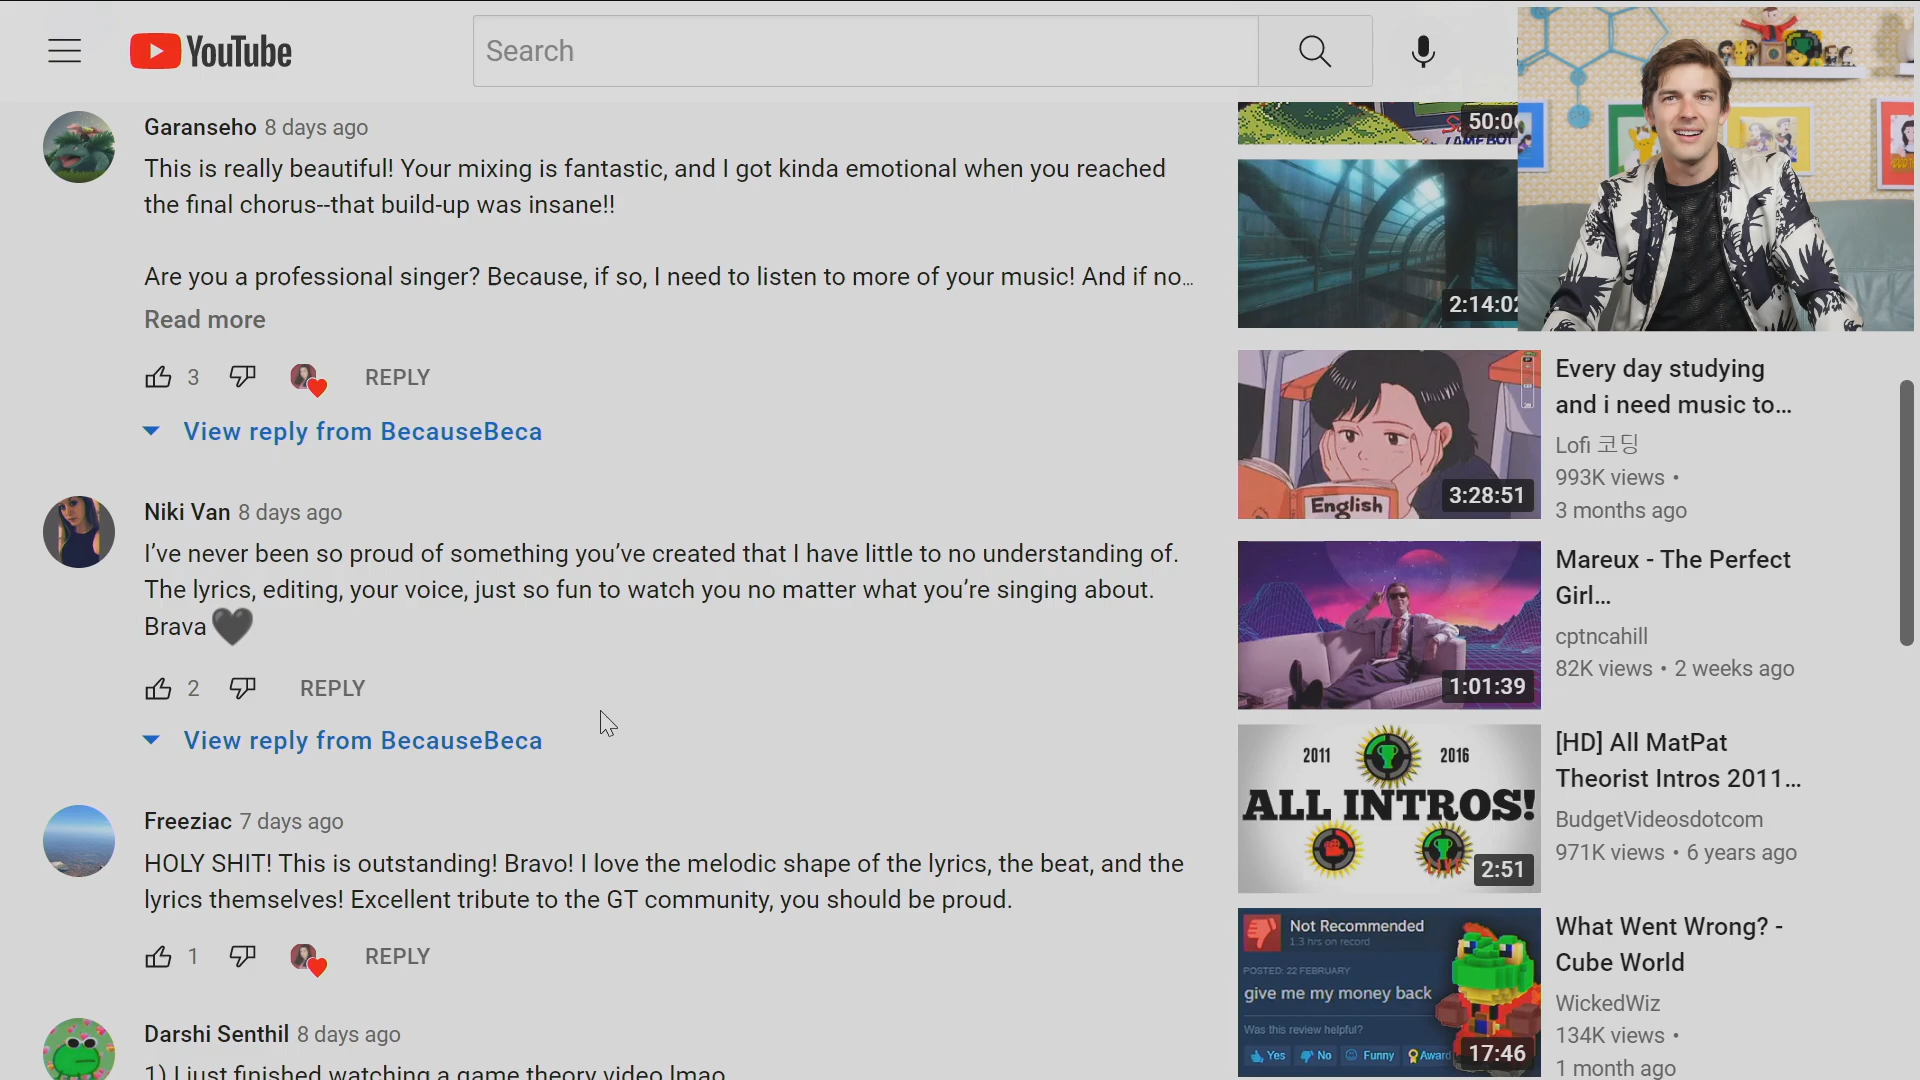 YouTube
Search
Garanseho 8 days ago
This is really beautiful! Your mixing is fantastic, and I got kinda emotional when you reached
the final chorus--that build-up was insane!!
Are you a professional singer? Because, if so, I need to listen to more of your music! And if no…
Read more
3
REPLY
View reply from BecauseBeca
Niki Van 8 days ago
I’ve never been so proud of something you’ve created that I have little to no understanding of.
The lyrics, editing, your voice, just so fun to watch you no matter what you’re singing about.
Brava🖤
2
REPLY
View reply from BecauseBeca
Freeziac 7 days ago
HOLY SHIT! This is outstanding! Bravo! I love the melodic shape of the lyrics, the beat, and the
lyrics themselves! Excellent tribute to the GT community, you should be proud.
1
REPLY
Darshi Senthil 8 days ago
1) I just finished watching a game theory video lmao
50:0
GAME BOY
2:14:02
English
3:28:51
Every day studying
and i need music to...
Lofi 코딩
993K views •
3 months ago
1:01:39
Mareux - The Perfect
Girl...
cptncahill
82K views • 2 weeks ago
2011
2016
ALL INTROS!
2:51
[HD] All MatPat
Theorist Intros 2011...
BudgetVideosdotcom
971K views • 6 years ago
Not Recommended
1.3 hrs on record
POSTED: 22 FEBRUARY
give me my money back
Was this review helpful?
Yes
No
Funny
Award
17:46
What Went Wrong? -
Cube World
WickedWiz
134K views •
1 month ago